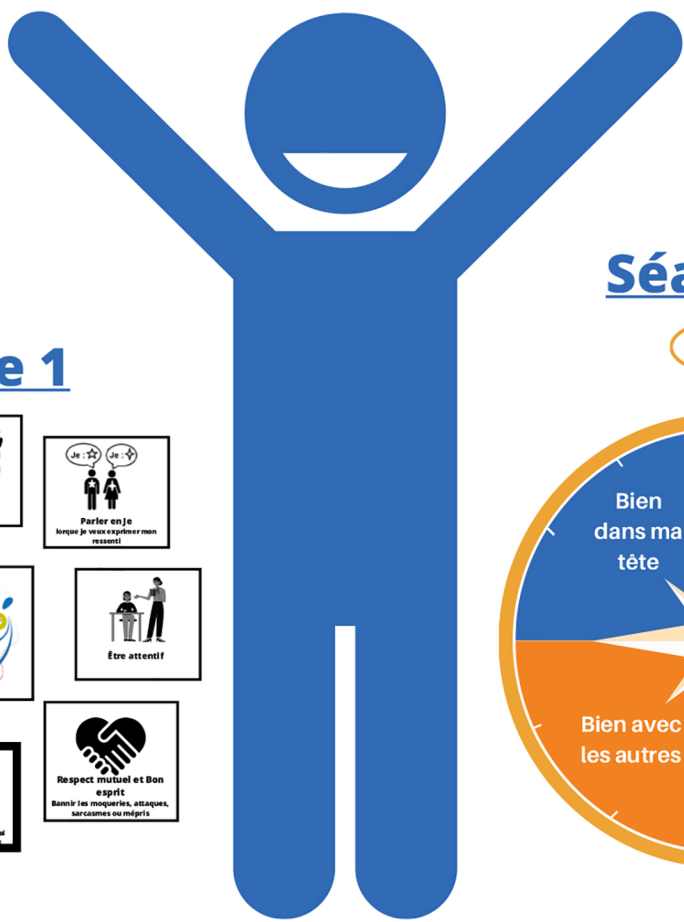 Séa
e 1
Je :
Je :
Parler en Je
lorsque je veux exprimer mon
ressenti
Être attentif
Respect mutuel et Bon
esprit
Bannir les moqueries, attaques,
sarcasmes ou mépris
Bien
dans ma
tête
Bien avec
les autres